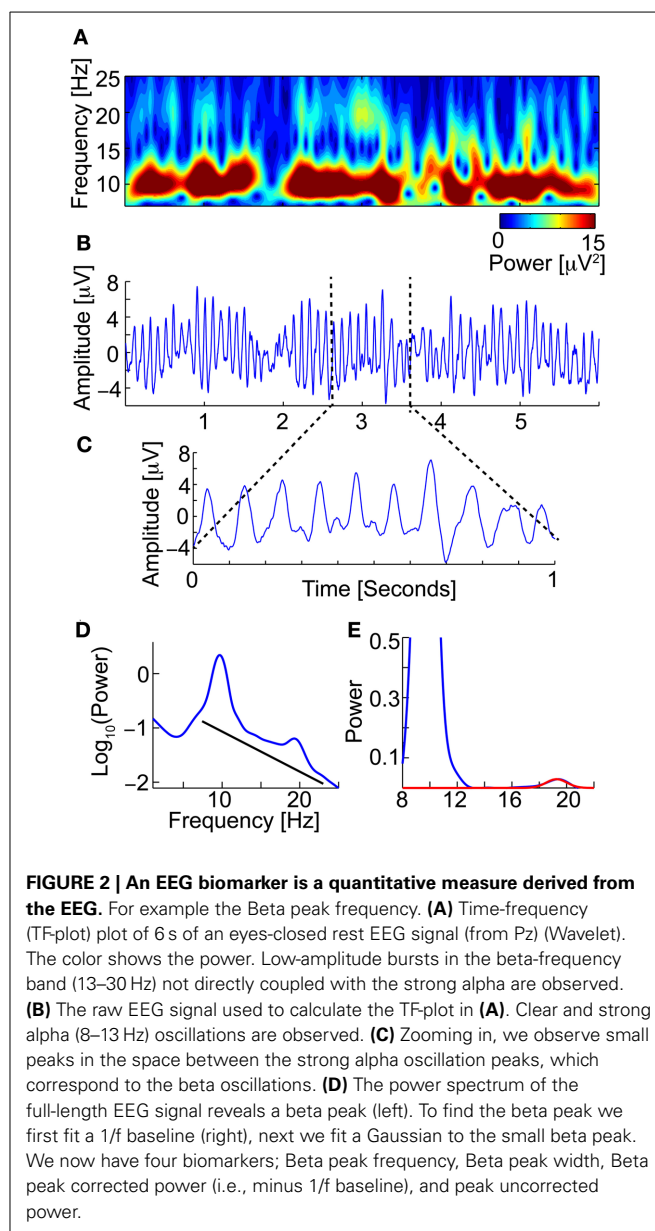 A
Frequency [Hz]
25
20
15
10
0 15
Power [μV²]
B
Amplitude [μV]
8
4
0
−4
1 2 3 4 5
C
Amplitude [μV]
8
4
0
−4
0 1
Time [Seconds]
D
Log₁₀(Power)
0
-1
-2
10 20
Frequency [Hz]
E
Power
0.5
0.3
0.1
8 12 16 20
FIGURE 2 | An EEG biomarker is a quantitative measure derived from
the EEG. For example the Beta peak frequency. (A) Time-frequency
(TF-plot) plot of 6 s of an eyes-closed rest EEG signal (from Pz) (Wavelet).
The color shows the power. Low-amplitude bursts in the beta-frequency
band (13–30 Hz) not directly coupled with the strong alpha are observed.
(B) The raw EEG signal used to calculate the TF-plot in (A). Clear and strong
alpha (8–13 Hz) oscillations are observed. (C) Zooming in, we observe small
peaks in the space between the strong alpha oscillation peaks, which
correspond to the beta oscillations. (D) The power spectrum of the
full-length EEG signal reveals a beta peak (left). To find the beta peak we
first fit a 1/f baseline (right), next we fit a Gaussian to the small beta peak.
We now have four biomarkers; Beta peak frequency, Beta peak width, Beta
peak corrected power (i.e., minus 1/f baseline), and peak uncorrected
power.